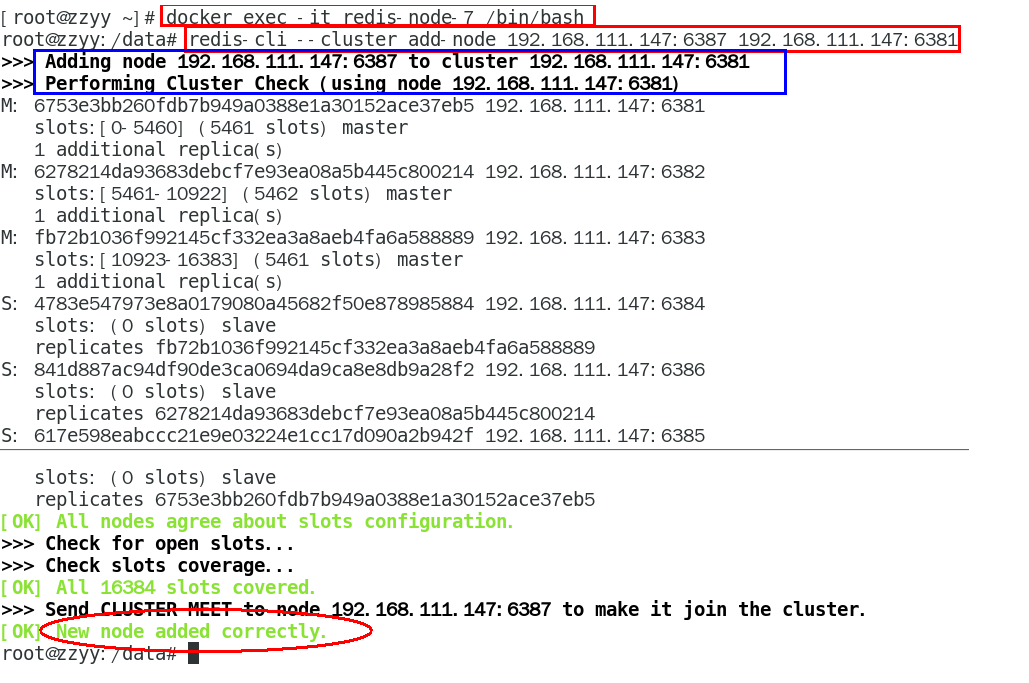 [root@zzyy ~]# docker exec -it redis-node-7 /bin/bash
root@zzyy:/data# redis-cli --cluster add-node 192.168.111.147:6387 192.168.111.147:6381
>>> Adding node 192.168.111.147:6387 to cluster 192.168.111.147:6381
>>> Performing Cluster Check (using node 192.168.111.147:6381)
M: 6753e3bb260fdb7b949a0388e1a30152ace37eb5 192.168.111.147:6381
slots:[0-5460] (5461 slots) master
1 additional replica(s)
M: 6278214da93683debcf7e93ea08a5b445c800214 192.168.111.147:6382
slots:[5461-10922] (5462 slots) master
1 additional replica(s)
M: fb72b1036f992145cf332ea3a8aeb4fa6a588889 192.168.111.147:6383
slots:[10923-16383] (5461 slots) master
1 additional replica(s)
S: 4783e547973e8a0179080a45682f50e878985884 192.168.111.147:6384
slots: (0 slots) slave
replicates fb72b1036f992145cf332ea3a8aeb4fa6a588889
S: 841d887ac94df90de3ca0694da9ca8e8db9a28f2 192.168.111.147:6386
slots: (0 slots) slave
replicates 6278214da93683debcf7e93ea08a5b445c800214
S: 617e598eabccc21e9e03224e1cc17d090a2b942f 192.168.111.147:6385
slots: (0 slots) slave
replicates 6753e3bb260fdb7b949a0388e1a30152ace37eb5
[OK] All nodes agree about slots configuration.
>>> Check for open slots...
>>> Check slots coverage...
[OK] All 16384 slots covered.
>>> Send CLUSTER MEET to node 192.168.111.147:6387 to make it join the cluster.
[OK] New node added correctly.
root@zzyy:/data#